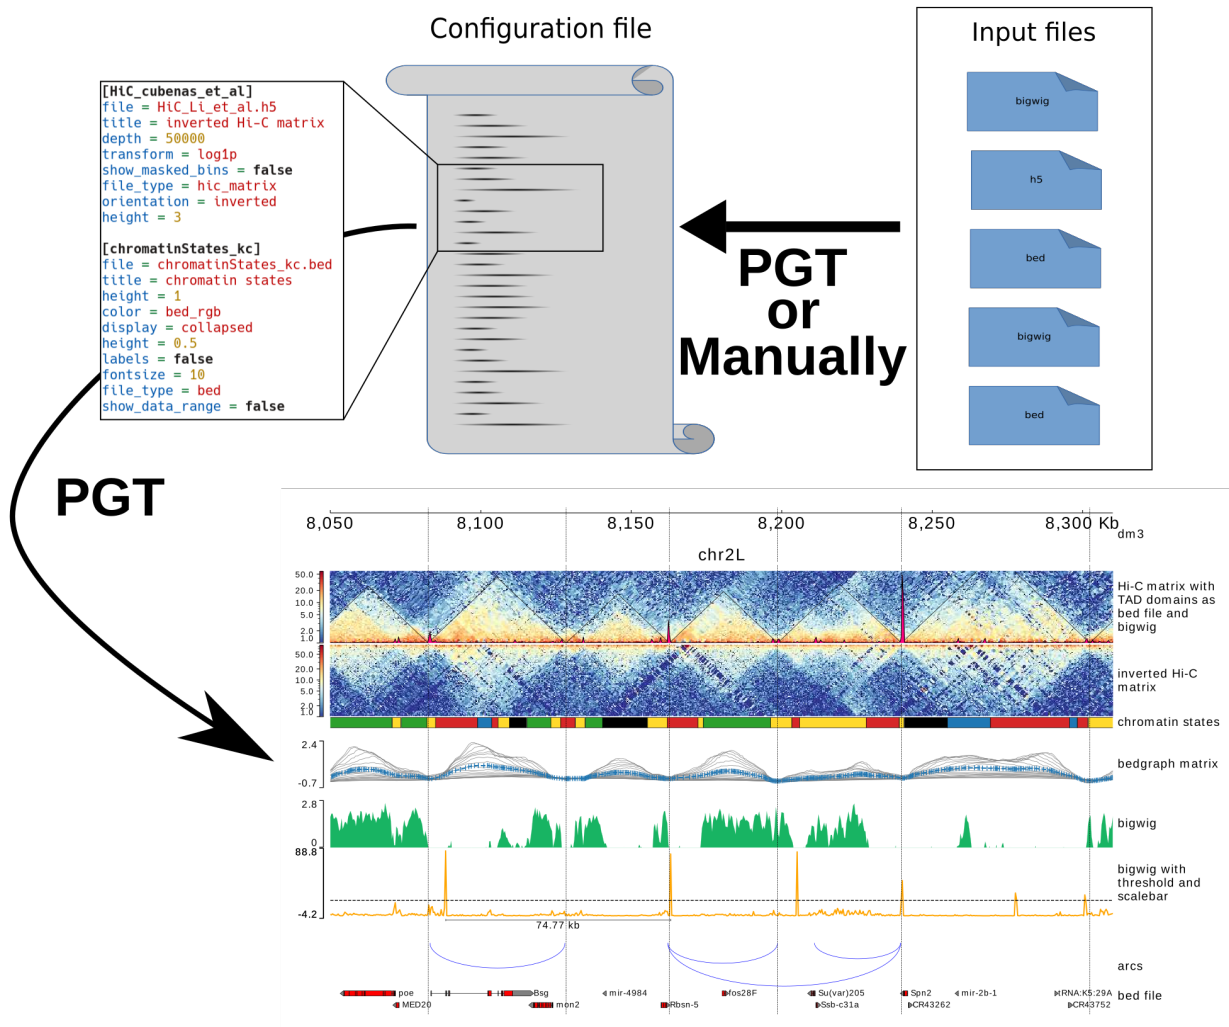 Configuration file
Input files
[HiC_cubenas_et_al]
file = HiC_Li_et_al.h5
title = inverted Hi-C matrix
depth = 50000
transform = log1p
show_masked_bins = false
file_type = hic_matrix
orientation = inverted
height = 3
[chromatinStates_kc]
file = chromatinStates_kc.bed
title = chromatin states
height = 1
color = bed_rgb
display = collapsed
height = 0.5
labels = false
fontsize = 10
file_type = bed
show_data_range = false
PGT
or
Manually
bigwig
h5
bed
bigwig
bed
PGT
8,050 8,100 8,150 8,200 8,250 8,300 Kb
dm3
chr2L
50.0
20.0
10.0
5.0
2.0
1.0
Hi-C matrix with
TAD domains as
bed file and
bigwig
50.0
20.0
10.0
5.0
2.0
1.0
inverted Hi-C
matrix
chromatin states
2.4
-0.7
bedgraph matrix
2.8
0
bigwig
88.8
-4.2
bigwig with
threshold and
scalebar
74.77 kb
arcs
poe Bsg mir-4984 fos28F Su(var)205 Spn2 mir-2b-1 tRNA:K5:29A
MED20 mon2 Rbsn-5 Ssb-c31a CR43262 CR43752
bed file